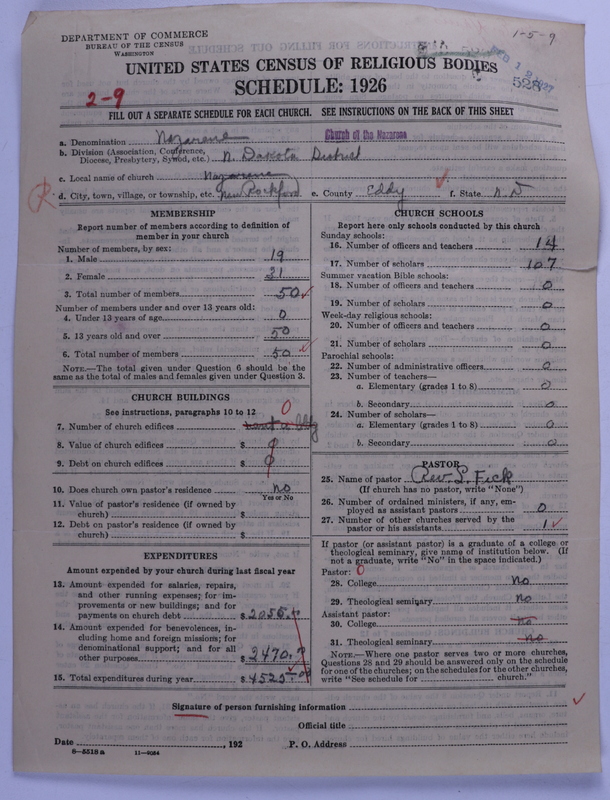 DEPARTMENT OF COMMERCE
BUREAU OF THE CENSUS
WASHINGTON
1-5-9
528
UNITED STATES CENSUS OF RELIGIOUS BODIES
SCHEDULE: 1926
2-9
FILL OUT A SEPARATE SCHEDULE FOR EACH CHURCH. SEE INSTRUCTIONS ON THE BACK OF THIS SHEET
a. Denomination Nazarene Church of the Nazarene
b. Division (Association, Conference, Diocese, Presbytery, Synod, etc.) N. Dakota District
c. Local name of church Nazarene
d. City, town, village, or township, etc. New Rockford e. County Eddy f. State N D
MEMBERSHIP
Report number of members according to definition of member in your church
Number of members, by sex:
1. Male 19
2. Female 31
3. Total number of members 50
Number of members under and over 13 years old:
4. Under 13 years of age 0
5. 13 years old and over 50
6. Total number of members 50
NOTE.—The total given under Question 6 should be the same as the total of males and females given under Question 3.
CHURCH BUILDINGS
See instructions, paragraphs 10 to 12
7. Number of church edifices 0
8. Value of church edifices $ 0
9. Debt on church edifices $ 0
10. Does church own pastor's residence no
Yes or No
11. Value of pastor's residence (if owned by church) $
12. Debt on pastor's residence (if owned by church) $
EXPENDITURES
Amount expended by your church during last fiscal year
13. Amount expended for salaries, repairs, and other running expenses; for improvements or new buildings; and for payments on church debt $
14. Amount expended for benevolences, including home and foreign missions; for denominational support; and for all other purposes $ 2470.
15. Total expenditures during year $ 4525.00
CHURCH SCHOOLS
Report here only schools conducted by this church
Sunday schools:
16. Number of officers and teachers 14
17. Number of scholars 107
Summer vacation Bible schools:
18. Number of officers and teachers 0
19. Number of scholars 0
Week-day religious schools:
20. Number of officers and teachers 0
21. Number of scholars 0
Parochial schools:
22. Number of administrative officers 0
23. Number of teachers—
a. Elementary (grades 1 to 8) 0
b. Secondary 0
24. Number of scholars—
a. Elementary (grades 1 to 8) 0
b. Secondary 0
PASTOR
25. Name of pastor Rev. L. Fick
(If church has no pastor, write "None")
26. Number of ordained ministers, if any, employed as assistant pastors 0
27. Number of other churches served by the pastor or his assistants 1
If pastor (or assistant pastor) is a graduate of a college or theological seminary, give name of institution below. (If not a graduate, write "No" in the space indicated.)
Pastor: 0
28. College no
29. Theological seminary no
Assistant pastor:
30. College no
31. Theological seminary no
NOTE.—Where one pastor serves two or more churches, Questions 28 and 29 should be answered only on the schedule for one of the churches; on the schedules for the other churches, write "See schedule for church."
Signature of person furnishing information
Official title
Date , 192 P. O. Address
8—5518a 11—9084